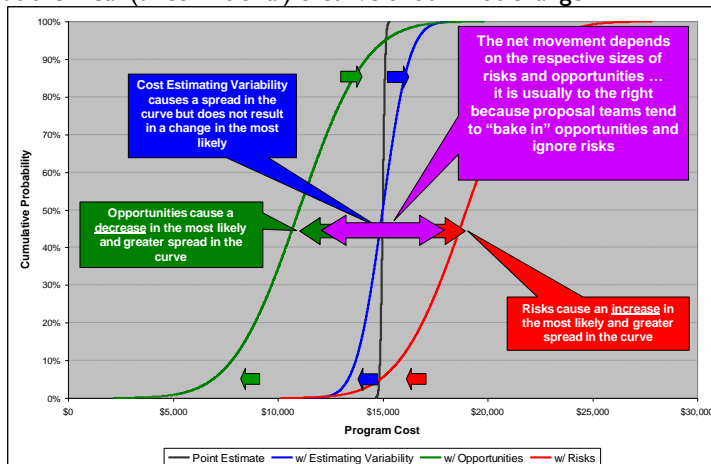 100%
90%
80%
70%
60%
50%
40%
30%
20%
10%
0%
Cumulative Probability
Cost Estimating Variability
causes a spread in the
curve but does not result
in a change in the most
likely
The net movement depends
on the respective sizes of
risks and opportunities …
it is usually to the right
because proposal teams tend
to “bake in” opportunities and
ignore risks
Opportunities cause a
decrease in the most
likely and greater
spread in the curve
Risks cause an increase in
the most likely and greater
spread in the curve
$0
$5,000
$10,000
$15,000
$20,000
$25,000
$30,000
Program Cost
Point Estimate
w/ Estimating Variability
w/ Opportunities
w/ Risks